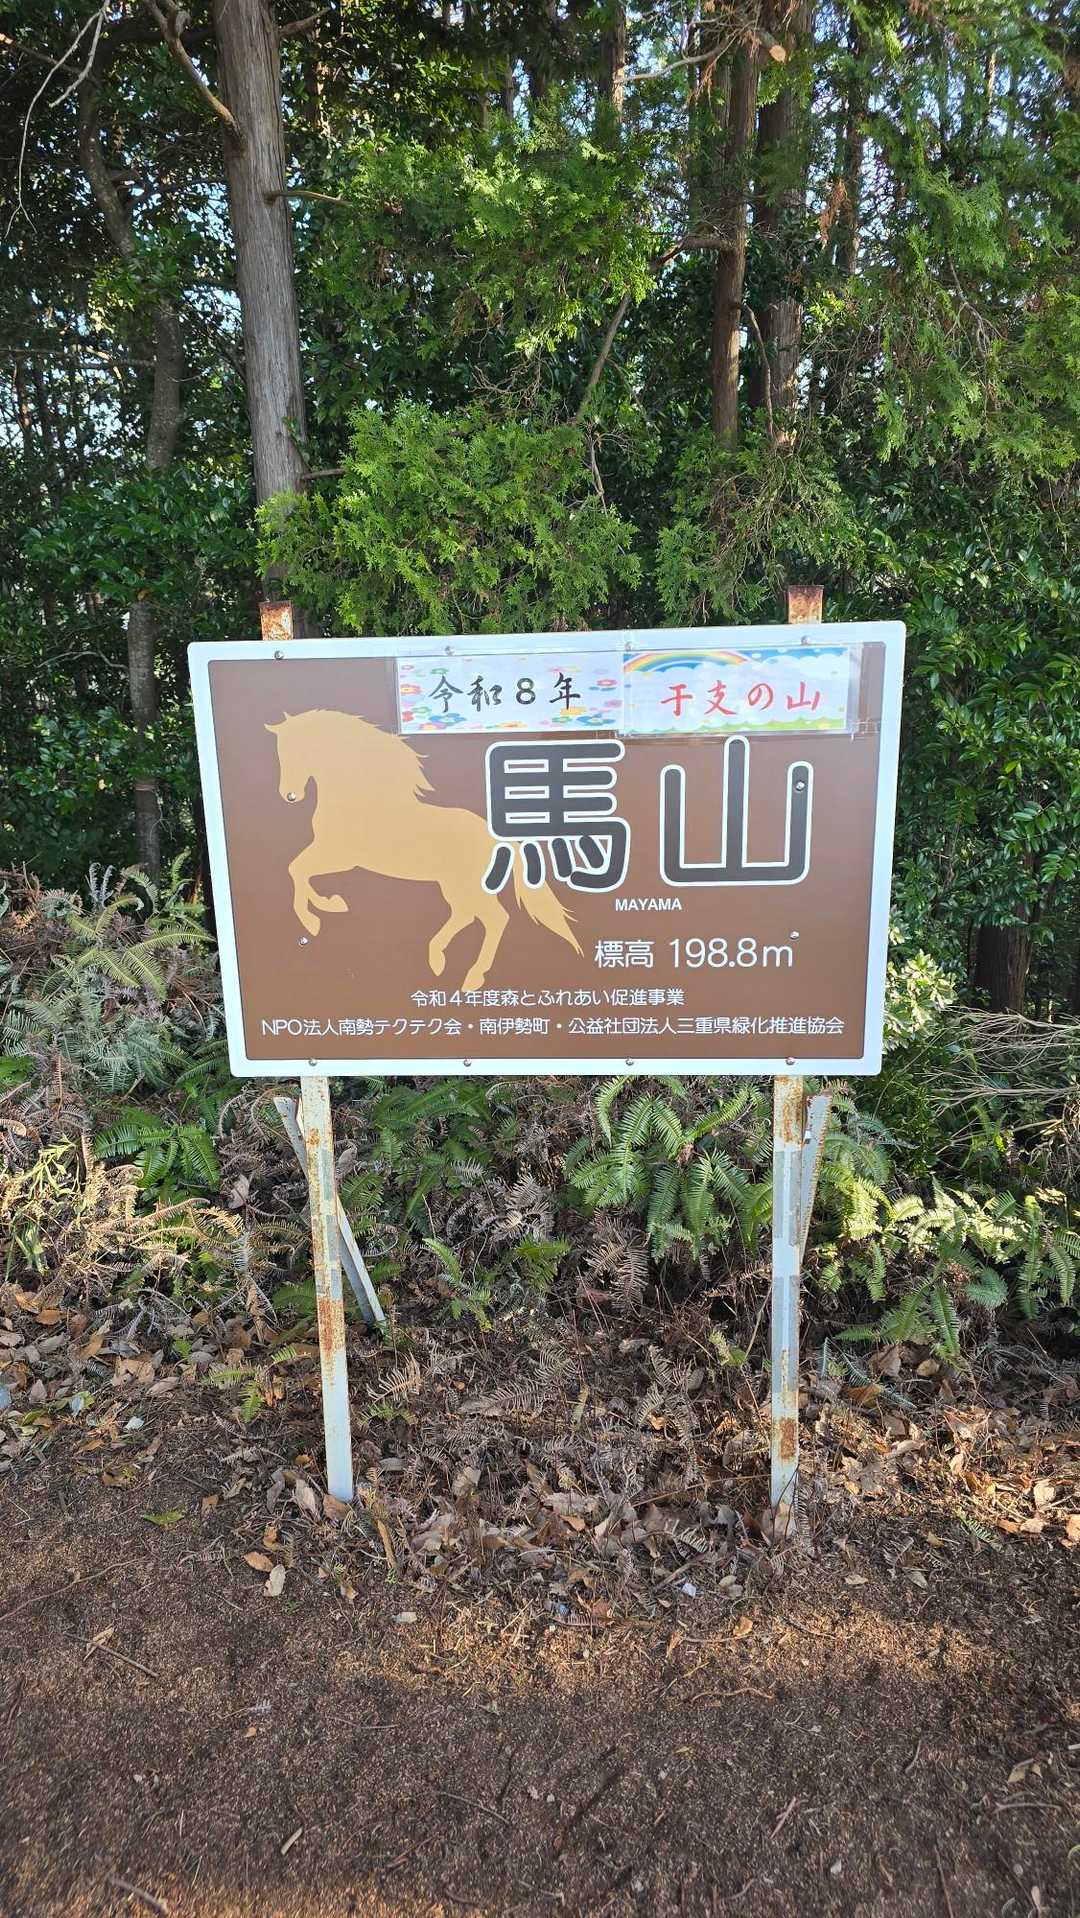 令和8年 干支の山
馬山
MAYAMA
標高 198.8m
令和4年度森とふれあい促進事業
NPO法人南勢テクテク会・南伊勢町・公益社団法人三重県緑化推進協会